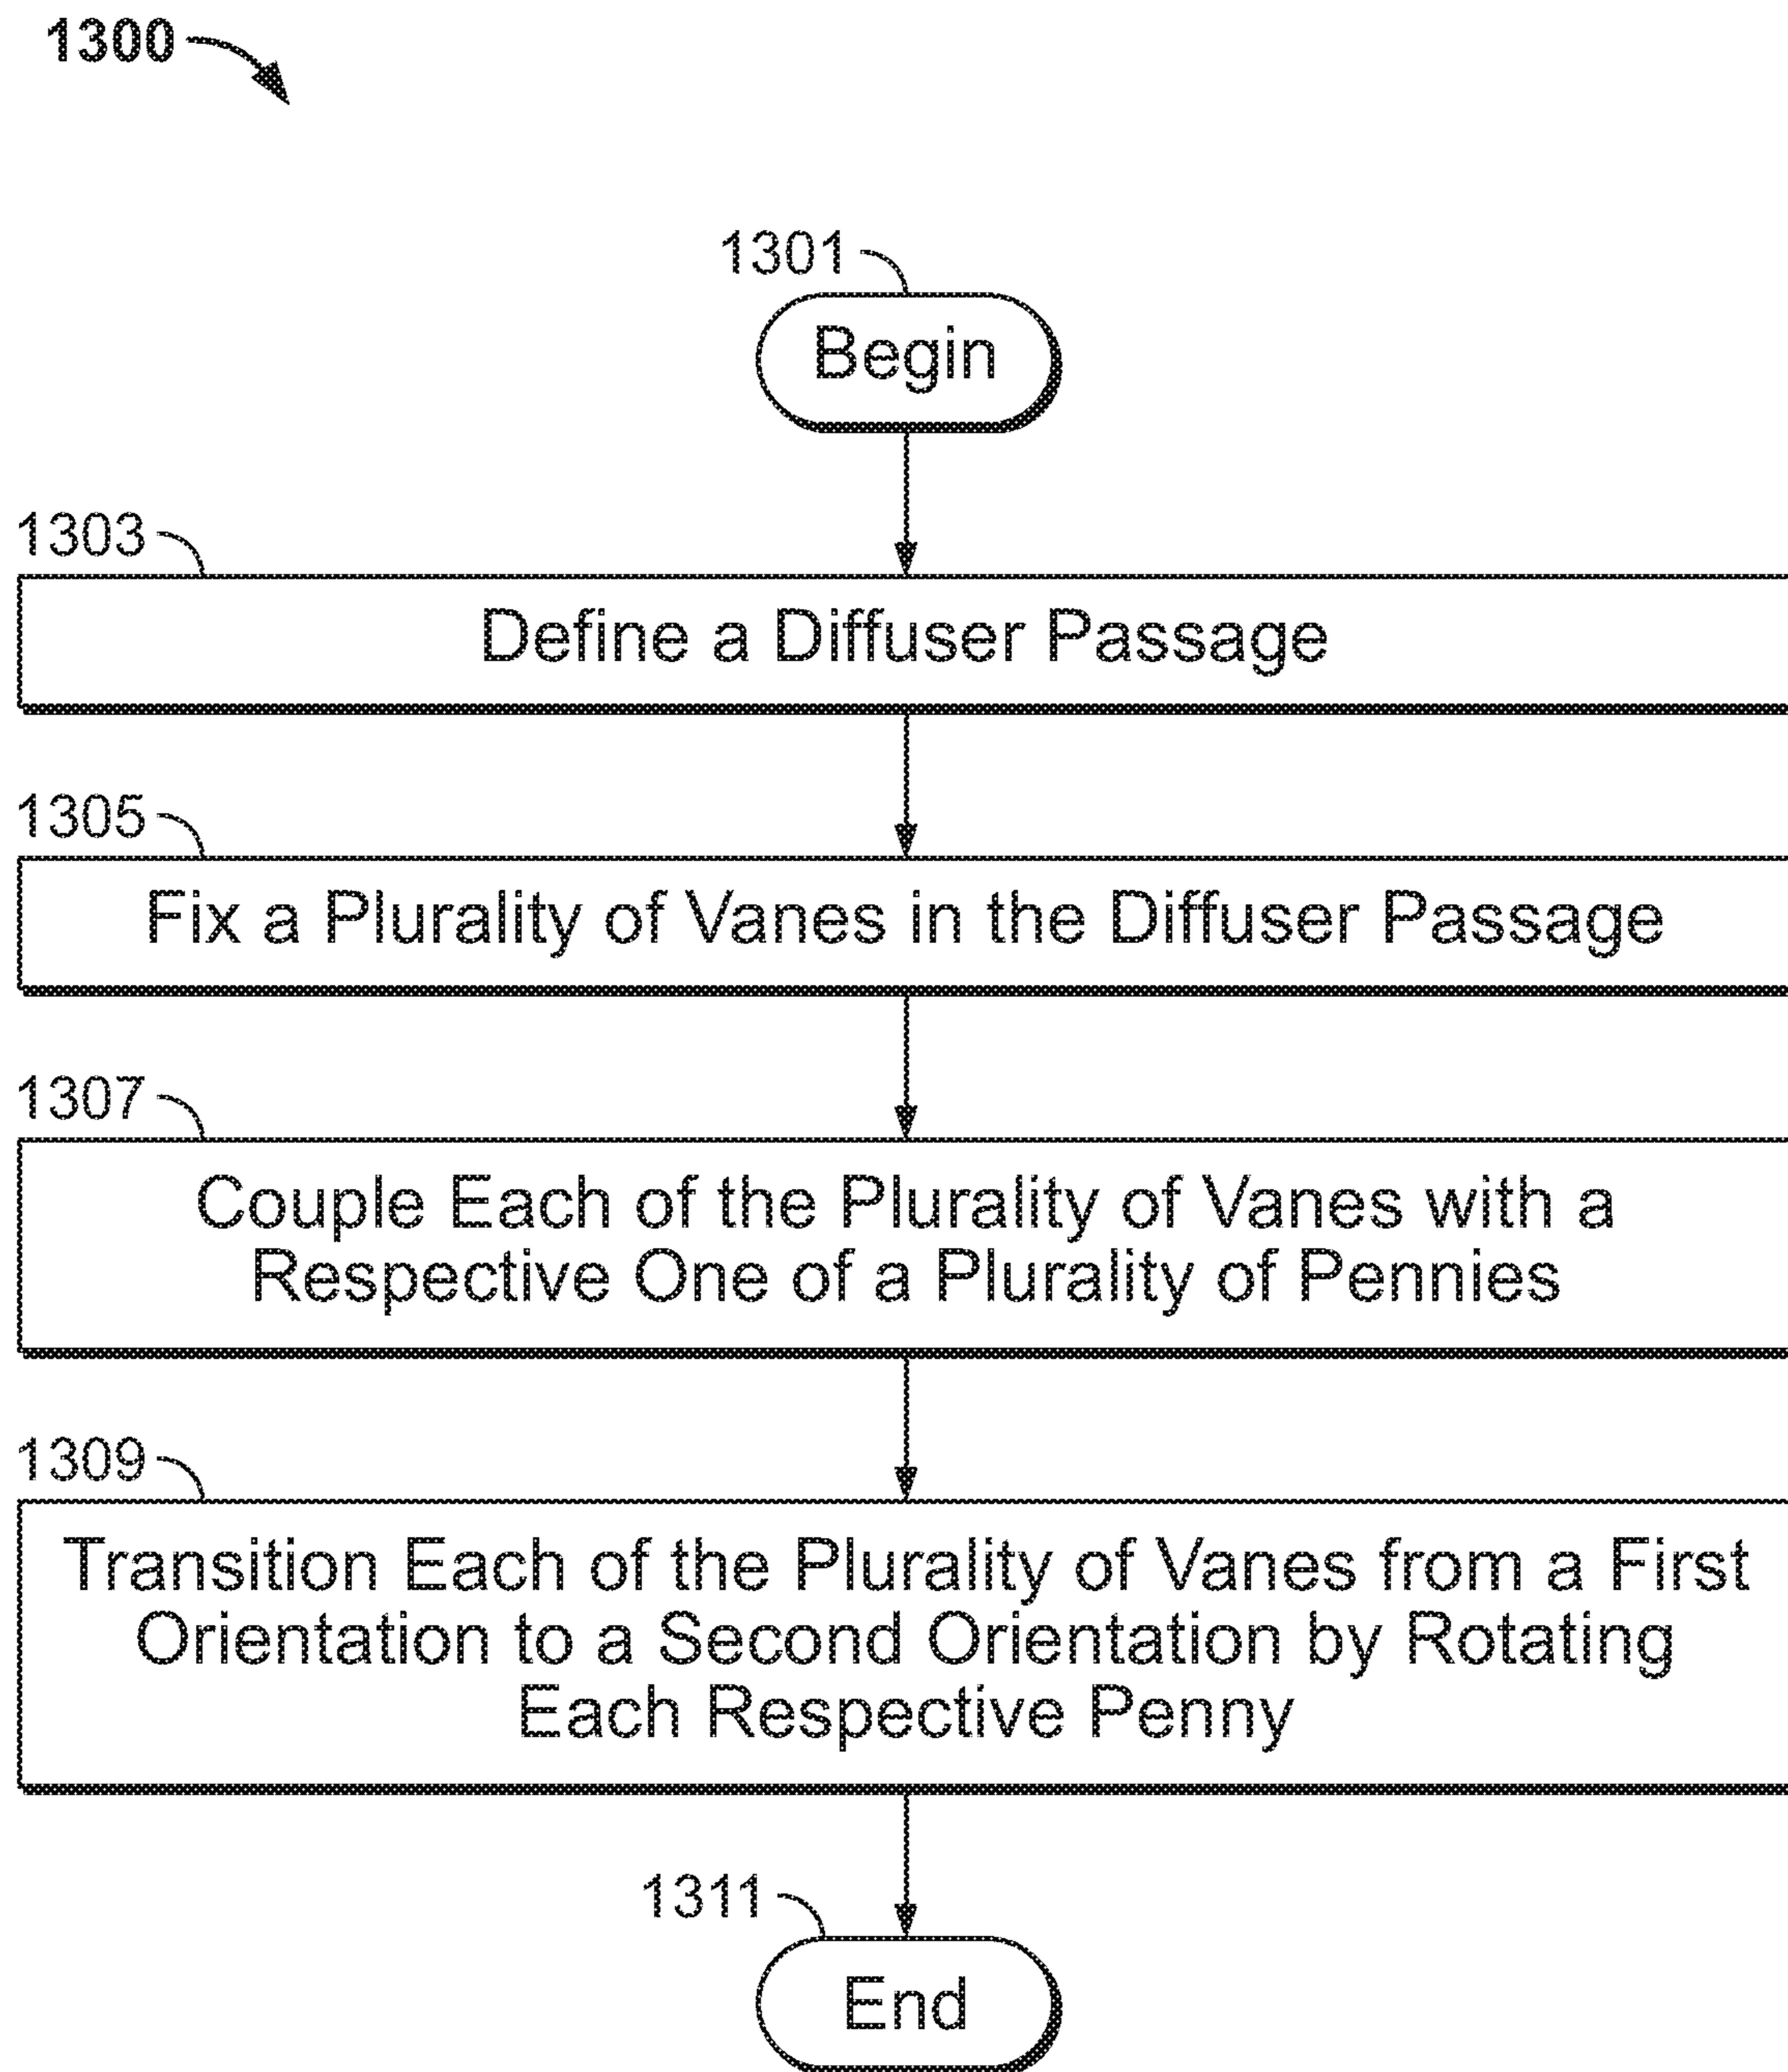 1300
1301
Begin
1303
Define a Diffuser Passage
1305
Fix a Plurality of Vanes in the Diffuser Passage
1307
Couple Each of the Plurality of Vanes with a
Respective One of a Plurality of Pennies
1309
Transition Each of the Plurality of Vanes from a First
Orientation to a Second Orientation by Rotating
Each Respective Penny
1311
End